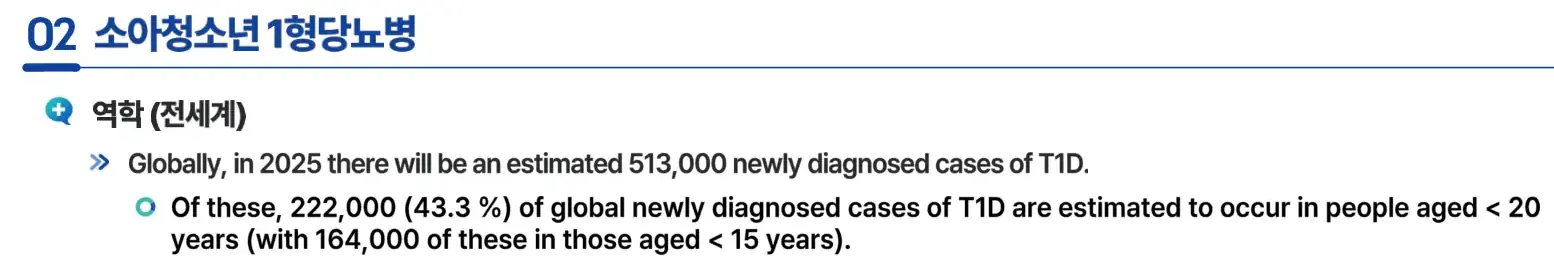 02 소아청소년 1형당뇨병
역학 (전세계)
Globally, in 2025 there will be an estimated 513,000 newly diagnosed cases of T1D.
Of these, 222,000 (43.3 %) of global newly diagnosed cases of T1D are estimated to occur in people aged < 20
years (with 164,000 of these in those aged < 15 years).